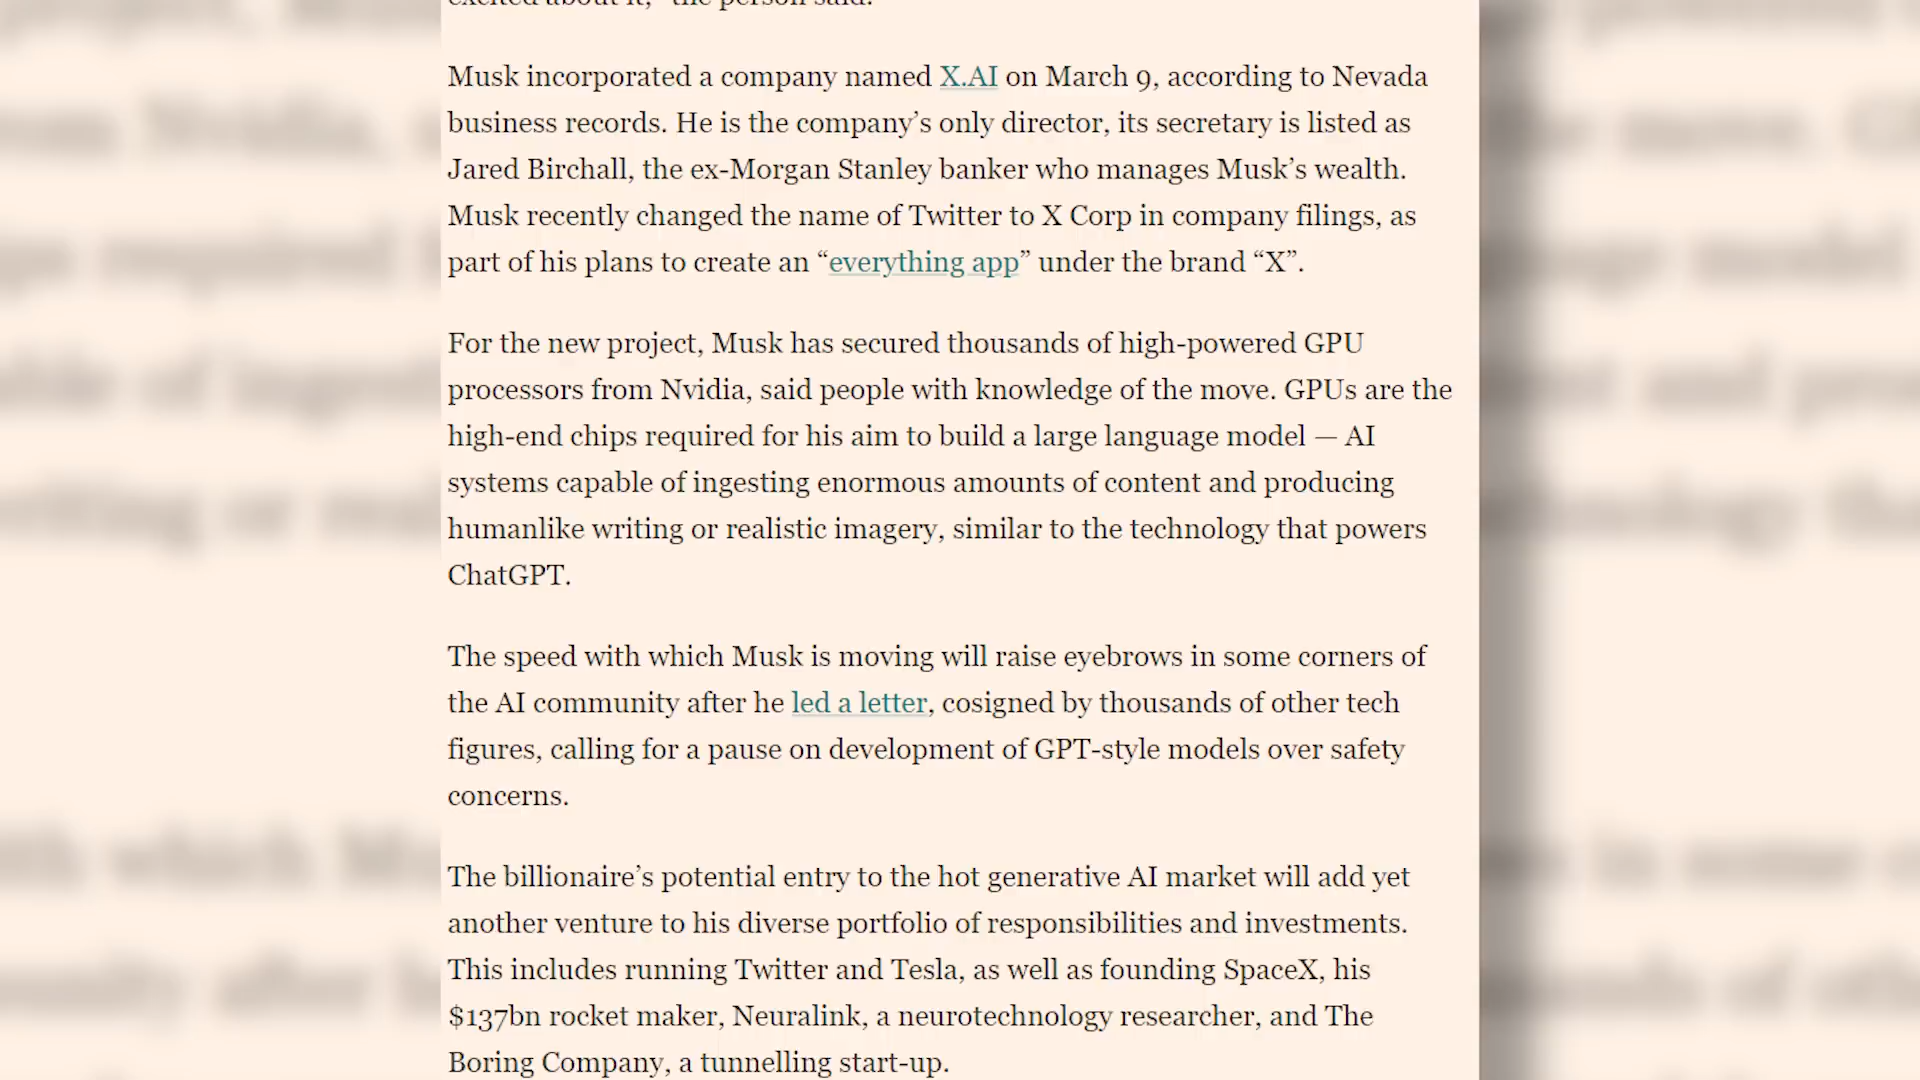 excited about it,” the person said.
Musk incorporated a company named X.AI on March 9, according to Nevada
business records. He is the company’s only director, its secretary is listed as
Jared Birchall, the ex-Morgan Stanley banker who manages Musk’s wealth.
Musk recently changed the name of Twitter to X Corp in company filings, as
part of his plans to create an “everything app” under the brand “X”.
For the new project, Musk has secured thousands of high-powered GPU
processors from Nvidia, said people with knowledge of the move. GPUs are the
high-end chips required for his aim to build a large language model — AI
systems capable of ingesting enormous amounts of content and producing
humanlike writing or realistic imagery, similar to the technology that powers
ChatGPT.
The speed with which Musk is moving will raise eyebrows in some corners of
the AI community after he led a letter, cosigned by thousands of other tech
figures, calling for a pause on development of GPT-style models over safety
concerns.
The billionaire’s potential entry to the hot generative AI market will add yet
another venture to his diverse portfolio of responsibilities and investments.
This includes running Twitter and Tesla, as well as founding SpaceX, his
$137bn rocket maker, Neuralink, a neurotechnology researcher, and The
Boring Company, a tunnelling start-up.